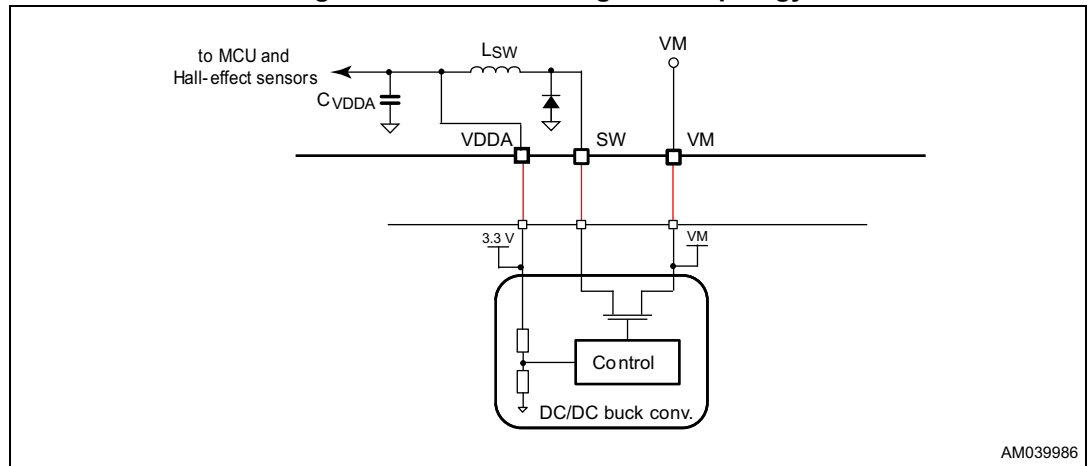 to MCU and
Hall-effect sensors
LSW
VM
CVDDA
VDDA
SW
VM
3.3 V
VM
Control
DC/DC buck conv.
AM039986